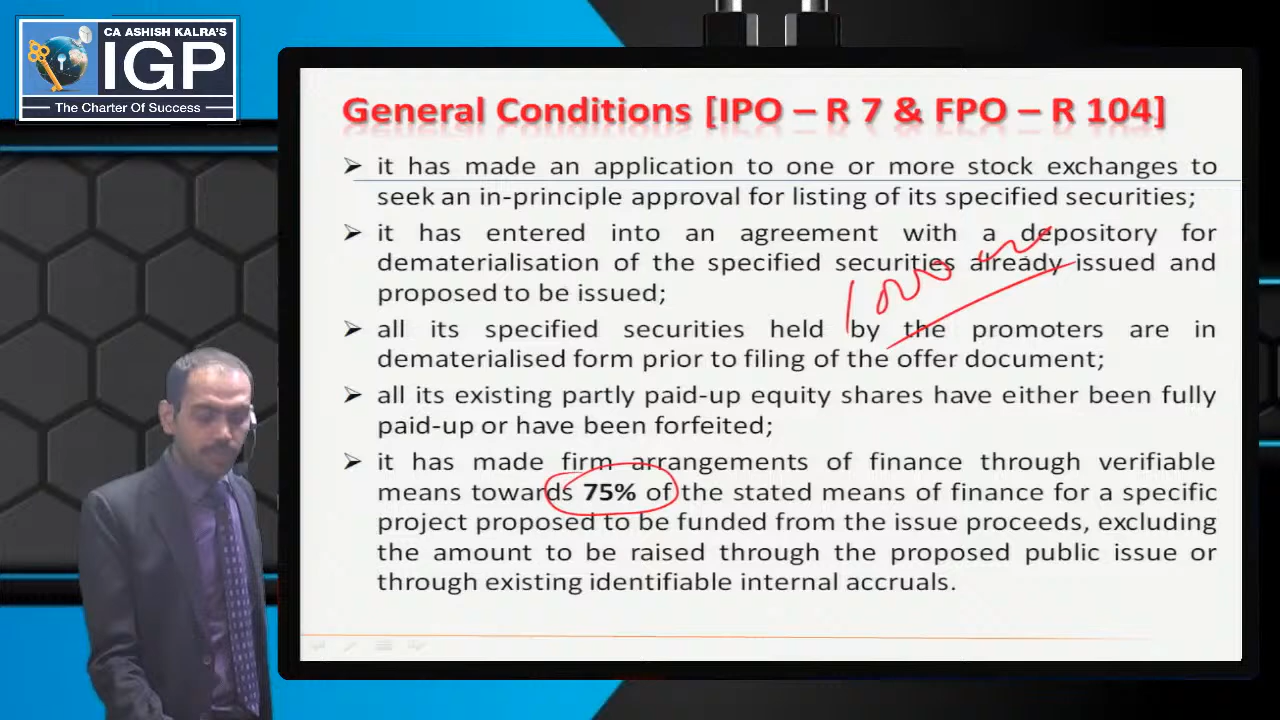 CA ASHISH KALRA'S
IGP
The Charter Of Success
General Conditions [IPO – R 7 & FPO – R 104]
➢ it has made an application to one or more stock exchanges to
seek an in-principle approval for listing of its specified securities;
➢ it has entered into an agreement with a depository for
dematerialisation of the specified securities already issued and
proposed to be issued;
➢ all its specified securities held by the promoters are in
dematerialised form prior to filing of the offer document;
➢ all its existing partly paid-up equity shares have either been fully
paid-up or have been forfeited;
➢ it has made firm arrangements of finance through verifiable
means towards 75% of the stated means of finance for a specific
project proposed to be funded from the issue proceeds, excluding
the amount to be raised through the proposed public issue or
through existing identifiable internal accruals.